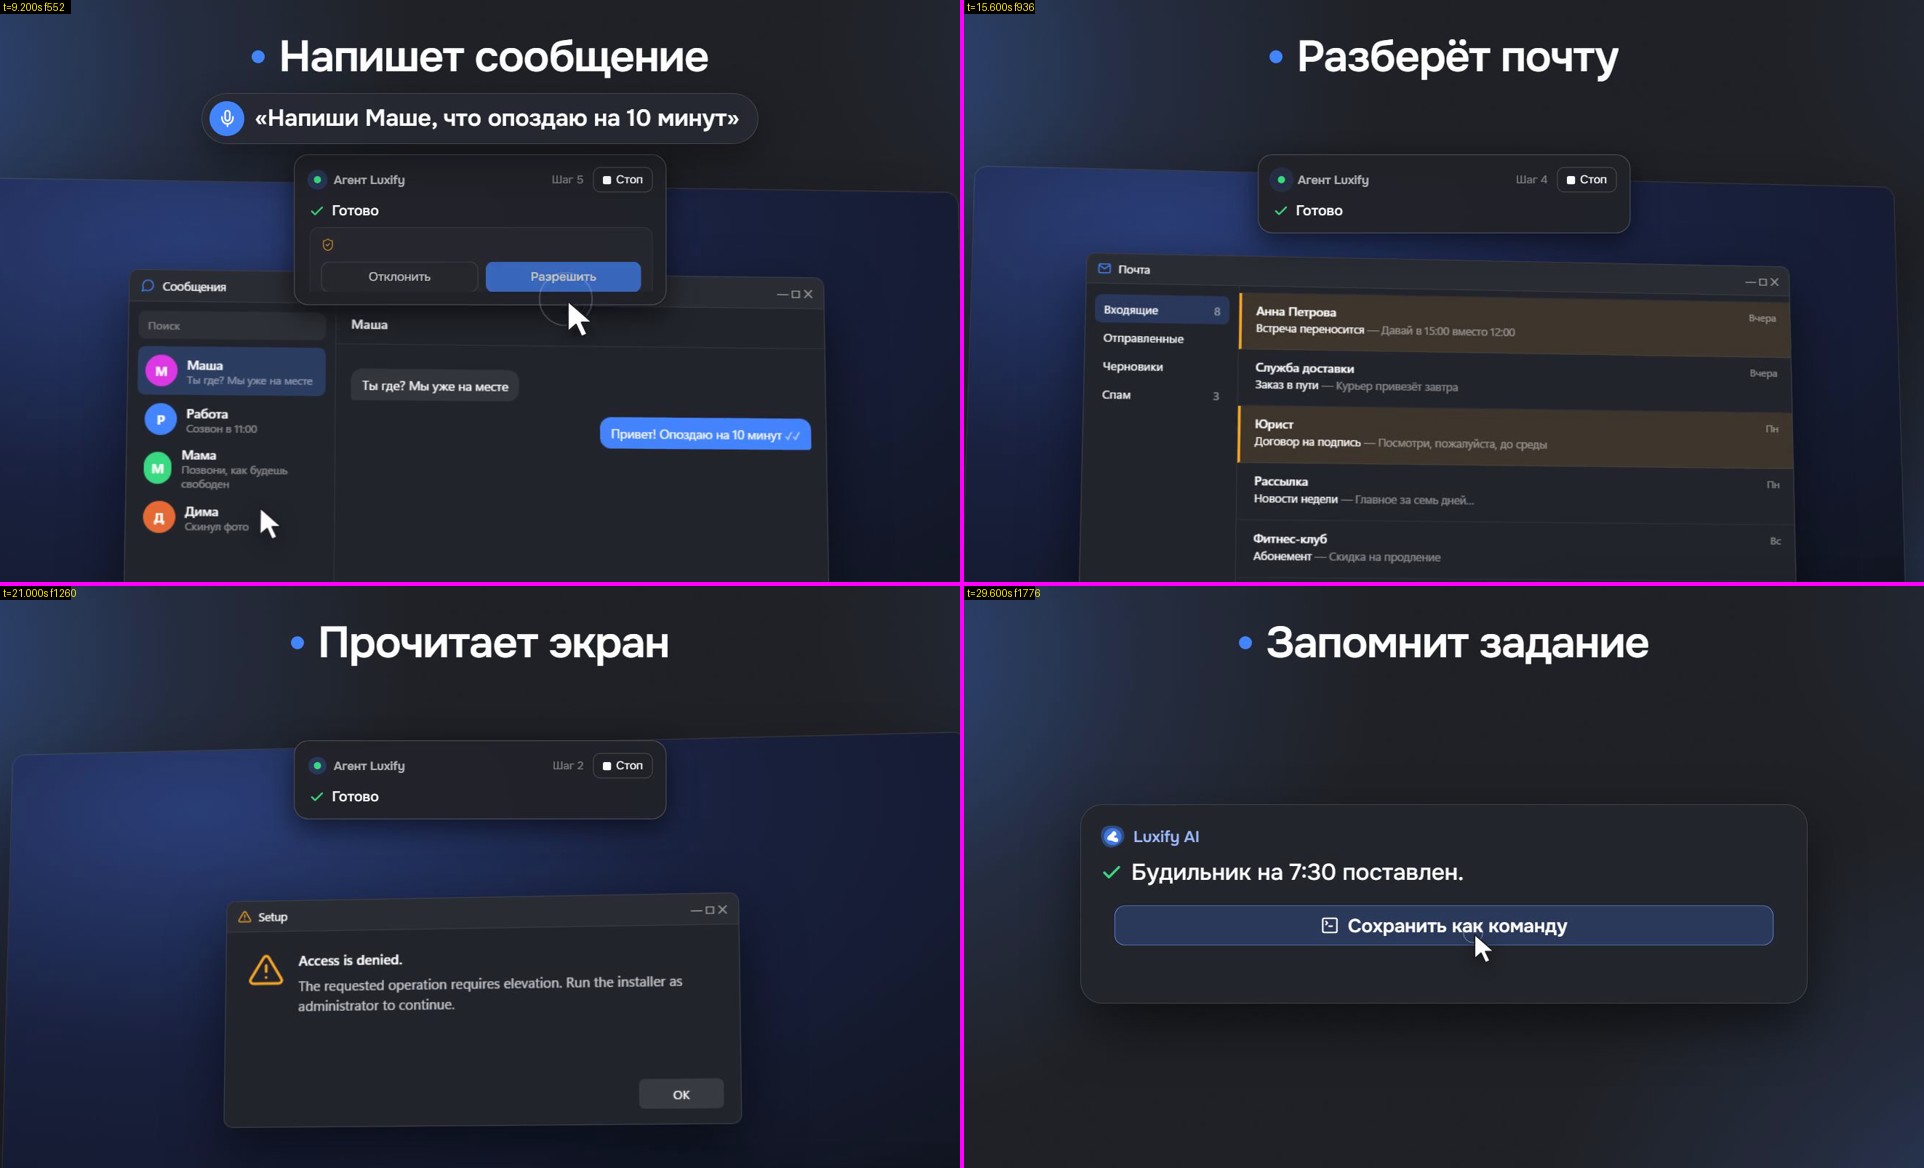 t=9.200s f552
Напишет сообщение
«Напиши Маше, что опоздаю на 10 минут»
Агент Luxify
Шаг 5
Стоп
Готово
Отклонить
Разрешить
Сообщения
Поиск
Маша
М
Маша
Ты где? Мы уже на месте
Р
Работа
Созвон в 11:00
М
Мама
Позвони, как будешь
свободен
Д
Дима
Скинул фото
Ты где? Мы уже на месте
Привет! Опоздаю на 10 минут
t=15.600s f936
Разберёт почту
Агент Luxify
Шаг 4
Стоп
Готово
Почта
Входящие 8
Отправленные
Черновики
Спам 3
Анна Петрова
Вчера
Встреча переносится — Давай в 15:00 вместо 12:00
Служба доставки
Вчера
Заказ в пути — Курьер привезёт завтра
Юрист
Пн
Договор на подпись — Посмотри, пожалуйста, до среды
Рассылка
Пн
Новости недели — Главное за семь дней...
Фитнес-клуб
Вс
Абонемент — Скидка на продление
t=21.000s f1260
Прочитает экран
Агент Luxify
Шаг 2
Стоп
Готово
Setup
Access is denied.
The requested operation requires elevation. Run the installer as
administrator to continue.
OK
t=29.600s f1776
Запомнит задание
Luxify AI
Будильник на 7:30 поставлен.
Сохранить как команду